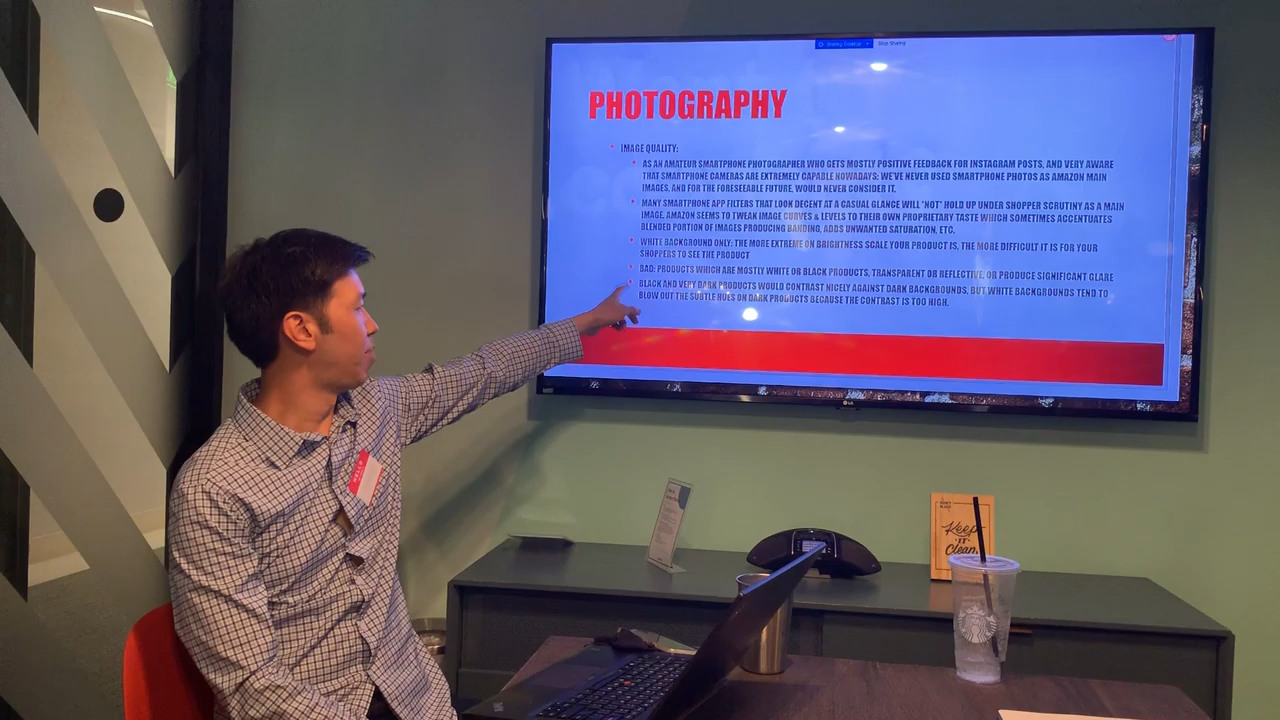 Stop Sharing
PHOTOGRAPHY
IMAGE QUALITY:
AS AN AMATEUR SMARTPHONE PHOTOGRAPHER WHO GETS MOSTLY POSITIVE FEEDBACK FOR INSTAGRAM POSTS, AND VERY AWARE
THAT SMARTPHONE CAMERAS ARE EXTREMELY CAPABLE NOWADAYS; WE'VE NEVER USED SMARTPHONE PHOTOS AS AMAZON MAIN
IMAGES, AND FOR THE FORESEEABLE FUTURE, WOULD NEVER CONSIDER IT.
MANY SMARTPHONE APP FILTERS THAT LOOK DECENT AT A CASUAL GLANCE WILL 'NOT' HOLD UP UNDER SHOPPER SCRUTINY AS A MAIN
IMAGE. AMAZON SEEMS TO TWEAK IMAGE CURVES & LEVELS TO THEIR OWN PROPRIETARY TASTE WHICH SOMETIMES ACCENTUATES
BLENDED PORTION OF IMAGES PRODUCING BANDING, ADDS UNWANTED SATURATION, ETC.
WHITE BACKGROUND ONLY: THE MORE EXTREME ON BRIGHTNESS SCALE YOUR PRODUCT IS, THE MORE DIFFICULT IT IS FOR YOUR
SHOPPERS TO SEE THE PRODUCT
BAD: PRODUCTS WHICH ARE MOSTLY WHITE OR BLACK PRODUCTS, TRANSPARENT OR REFLECTIVE, OR PRODUCE SIGNIFICANT GLARE
BLACK AND VERY DARK PRODUCTS WOULD CONTRAST NICELY AGAINST DARK BACKGROUNDS, BUT WHITE BACKGROUNDS TEND TO
BLOW OUT THE SUBTLE HUES ON DARK PRODUCTS BECAUSE THE CONTRAST IS TOO HIGH.
LG
HELLO
Keep
IT
Clean